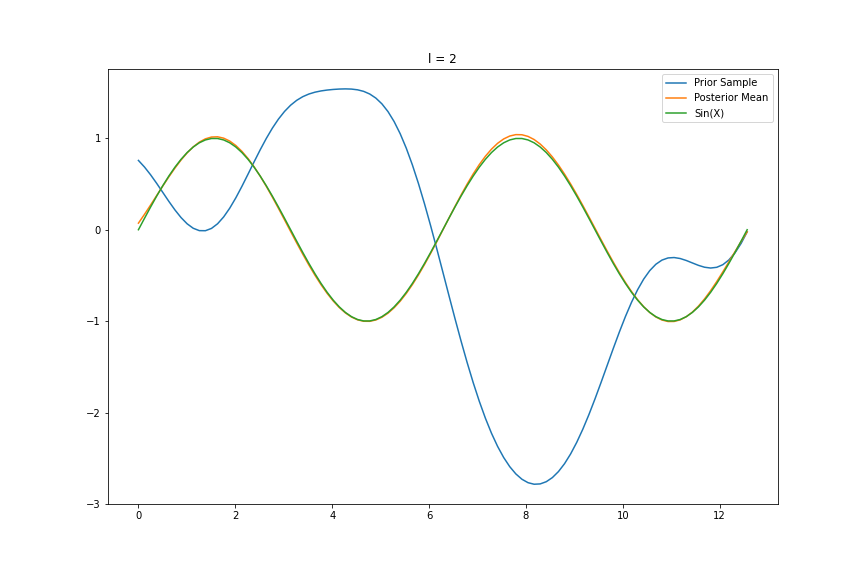 l = 2
Prior Sample
Posterior Mean
Sin(X)
1
0
−1
−2
−3
0 2 4 6 8 10 12